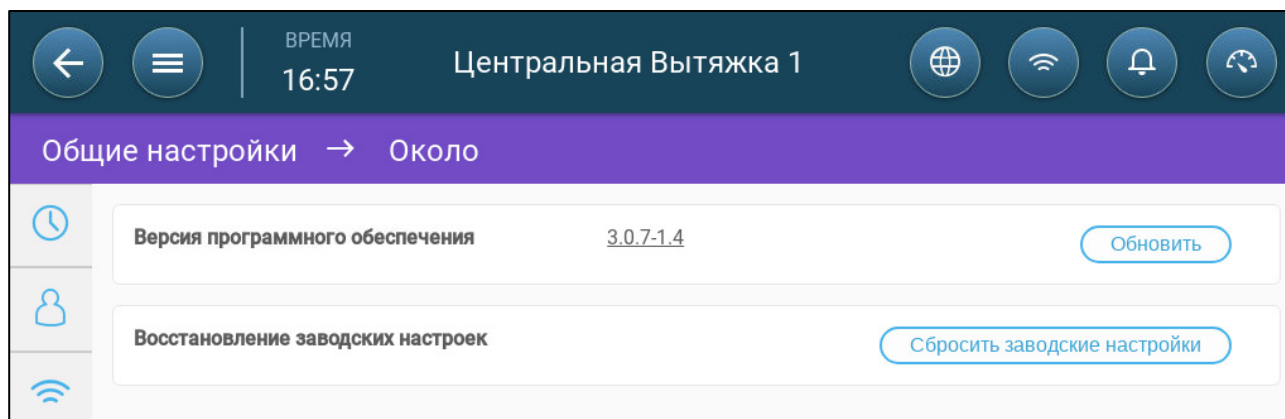 ВРЕМЯ
16:57
Центральная Вытяжка 1
Общие настройки → Около
Версия программного обеспечения 3.0.7-1.4 Обновить
Восстановление заводских настроек Сбросить заводские настройки